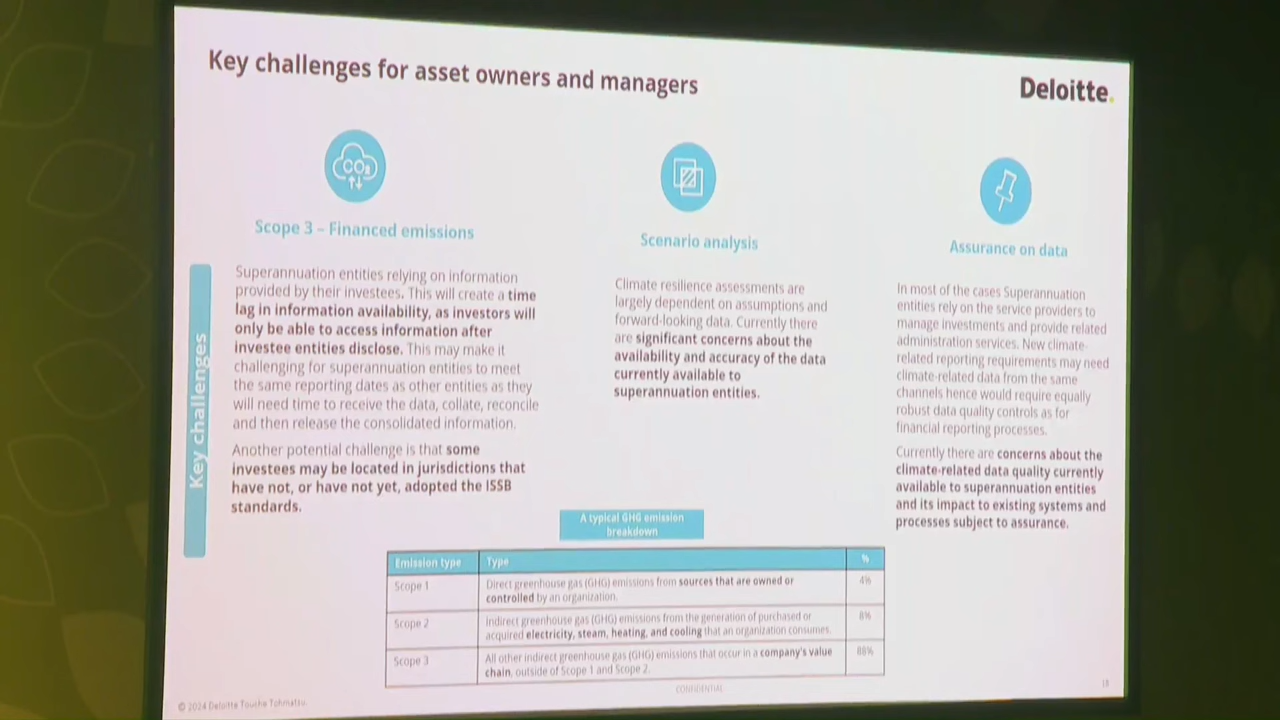 Key challenges for asset owners and managers
Deloitte.
CO₂
Scope 3 – Financed emissions
Scenario analysis
Assurance on data
Key challenges
Superannuation entities relying on information
provided by their investees. This will create a time
lag in information availability, as investors will
only be able to access information after
investee entities disclose. This may make it
challenging for superannuation entities to meet
the same reporting dates as other entities as they
will need time to receive the data, collate, reconcile
and then release the consolidated information.
Another potential challenge is that some
investees may be located in jurisdictions that
have not, or have not yet, adopted the ISSB
standards.
Climate resilience assessments are
largely dependent on assumptions and
forward-looking data. Currently there
are significant concerns about the
availability and accuracy of the data
currently available to
superannuation entities.
In most of the cases Superannuation
entities rely on the service providers to
manage investments and provide related
administration services. New climate-
related reporting requirements may need
climate-related data from the same
channels hence would require equally
robust data quality controls as for
financial reporting processes.
Currently there are concerns about the
climate-related data quality currently
available to superannuation entities
and its impact to existing systems and
processes subject to assurance.
A typical GHG emission
breakdown
Emission type Type %
Scope 1 Direct greenhouse gas (GHG) emissions from sources that are owned or 4%
controlled by an organization.
Scope 2 Indirect greenhouse gas (GHG) emissions from the generation of purchased or 8%
acquired electricity, steam, heating, and cooling that an organization consumes.
Scope 3 All other indirect greenhouse gas (GHG) emissions that occur in a company's value 88%
chain, outside of Scope 1 and Scope 2.
© 2024 Deloitte Touche Tohmatsu
CONFIDENTIAL